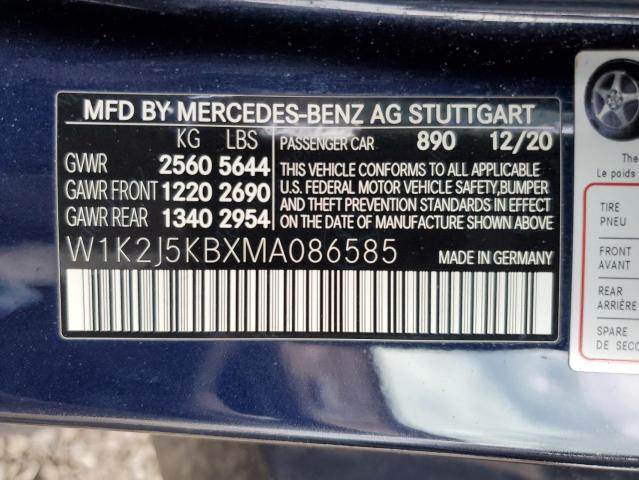 MFD BY MERCEDES-BENZ AG STUTTGART
KG LBS
GVWR 2560 5644
GAWR FRONT 1220 2690
GAWR REAR 1340 2954
PASSENGER CAR 890 12/20
THIS VEHICLE CONFORMS TO ALL APPLICABLE
U.S. FEDERAL MOTOR VEHICLE SAFETY,BUMPER
AND THEFT PREVENTION STANDARDS IN EFFECT
ON THE DATE OF MANUFACTURE SHOWN ABOVE.
W1K2J5KBXMA086585 MADE IN GERMANY
The
Le poids
TIRE
PNEU
FRONT
AVANT
REAR
ARRIÈRE
SPARE
DE SECO